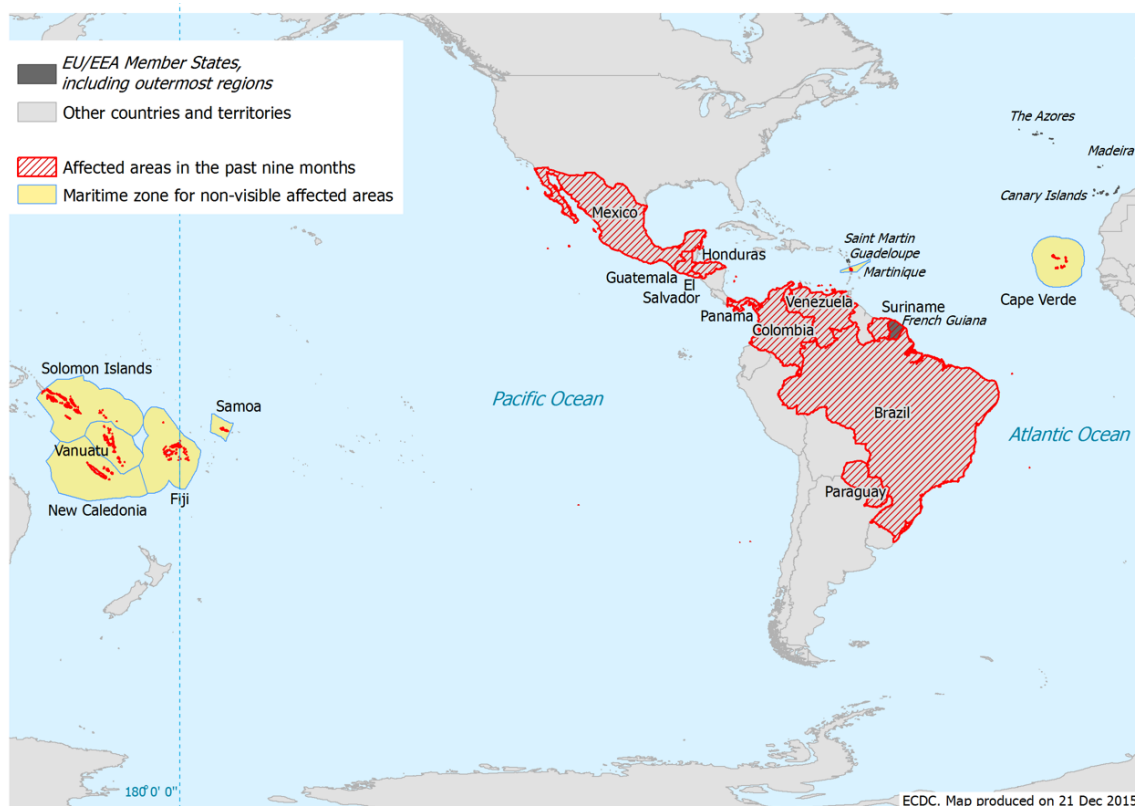 EU/EEA Member States,
including outermost regions
Other countries and territories
Affected areas in the past nine months
Maritime zone for non-visible affected areas
The Azores
Madeira
Canary Islands
Mexico
Saint Martin
Guadeloupe
Martinique
Honduras
Guatemala
El
Salvador
Cape Verde
Panama
Venezuela
Suriname
French Guiana
Colombia
Solomon Islands
Samoa
Pacific Ocean
Brazil
Atlantic Ocean
Vanuatu
Fiji
New Caledonia
Paraguay
180° 0' 0"
ECDC. Map produced on 21 Dec 2015